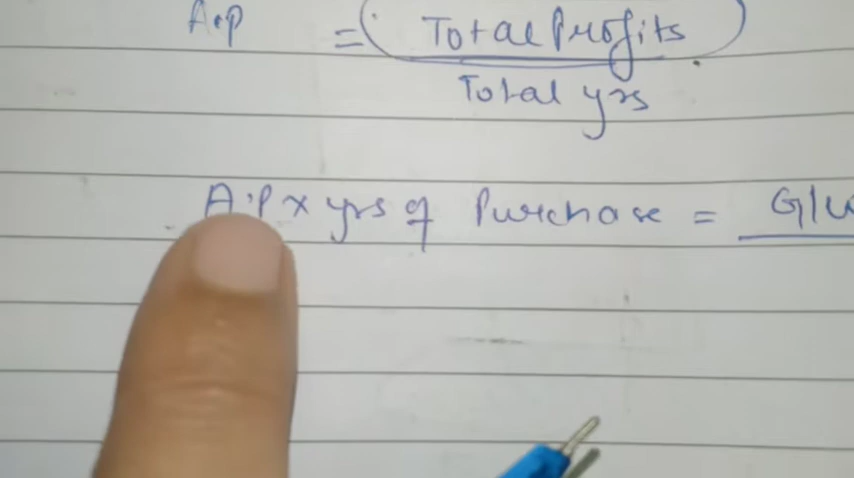 A.p = (Total Profits)
Total yrs
A.P x yrs of Purchase = G/w